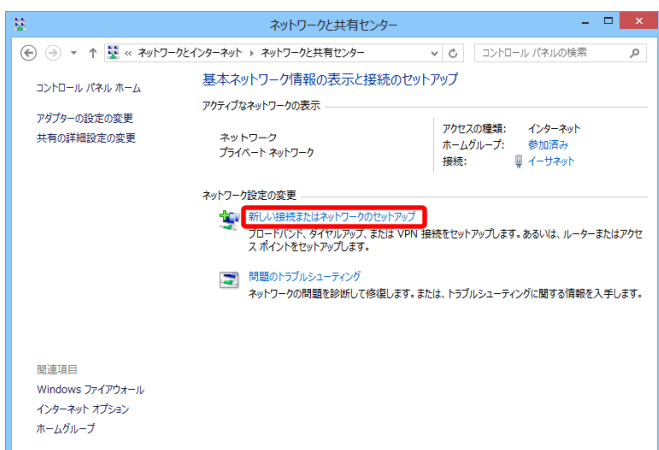 ネットワークと共有センター
« ネットワークとインターネット ▸ ネットワークと共有センター
コントロール パネルの検索
コントロール パネル ホーム
アダプターの設定の変更
共有の詳細設定の変更
基本ネットワーク情報の表示と接続のセットアップ
アクティブなネットワークの表示
ネットワーク
プライベート ネットワーク
アクセスの種類: インターネット
ホームグループ: 参加済み
接続: イーサネット
ネットワーク設定の変更
新しい接続またはネットワークのセットアップ
ブロードバンド、ダイヤルアップ、または VPN 接続をセットアップします。あるいは、ルーターまたはアクセ
ス ポイントをセットアップします。
問題のトラブルシューティング
ネットワークの問題を診断して修復します。または、トラブルシューティングに関する情報を入手します。
関連項目
Windows ファイアウォール
インターネット オプション
ホームグループ